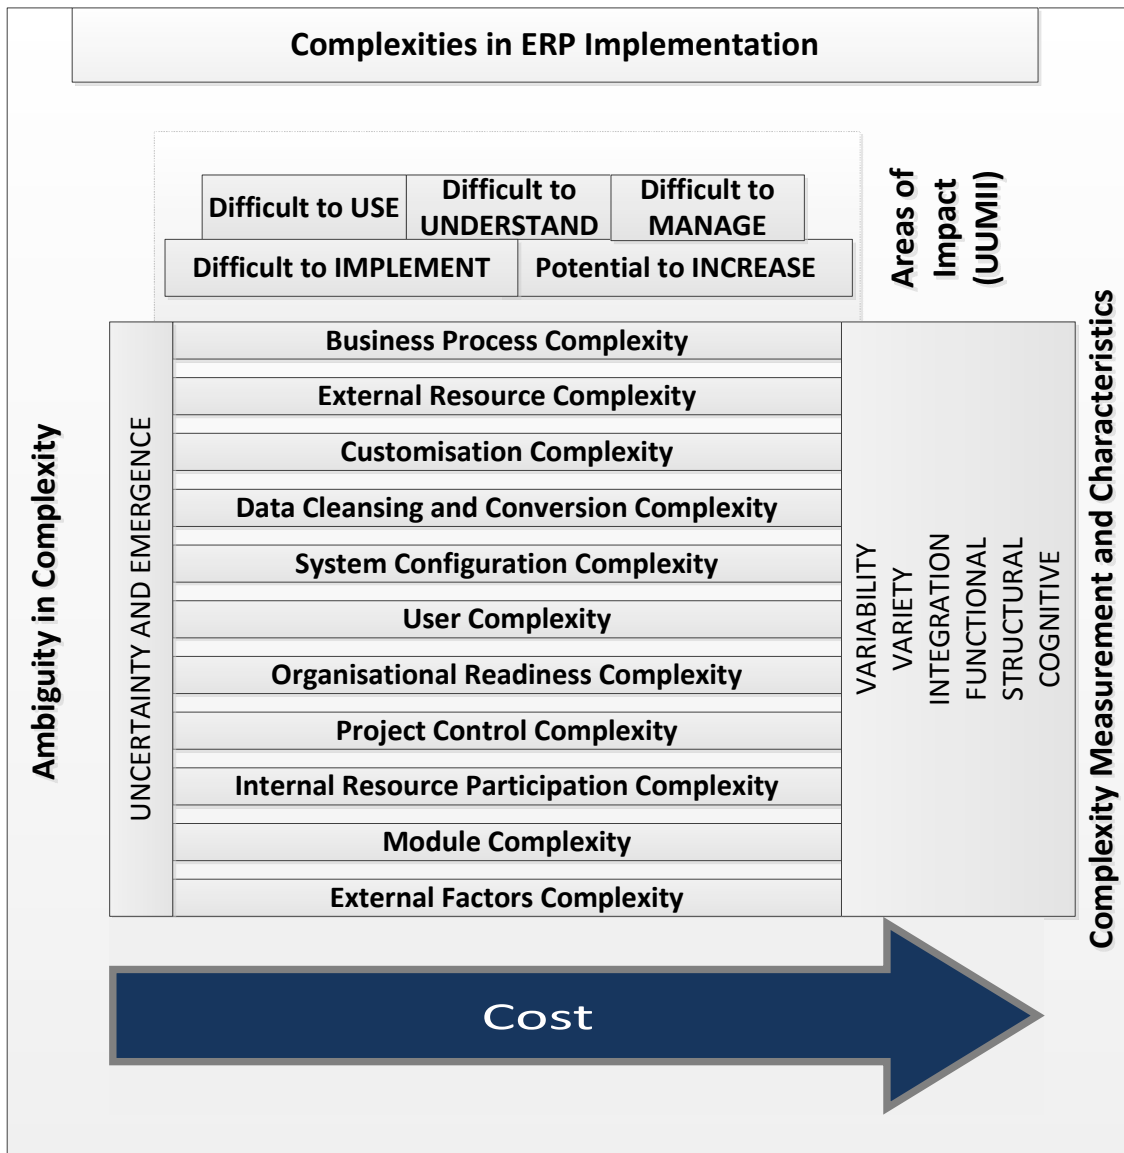 Complexities in ERP Implementation
Difficult to USE
Difficult to
UNDERSTAND
Difficult to
MANAGE
Difficult to IMPLEMENT
Potential to INCREASE
Areas of
Impact
(UUMII)
Ambiguity in Complexity
UNCERTAINTY AND EMERGENCE
Business Process Complexity
External Resource Complexity
Customisation Complexity
Data Cleansing and Conversion Complexity
System Configuration Complexity
User Complexity
Organisational Readiness Complexity
Project Control Complexity
Internal Resource Participation Complexity
Module Complexity
External Factors Complexity
VARIABILITY
VARIETY
INTEGRATION
FUNCTIONAL
STRUCTURAL
COGNITIVE
Complexity Measurement and Characteristics
Cost